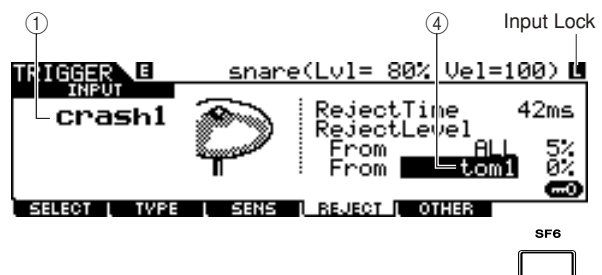 ① ④ Input Lock
TRIGGER E snare(Lvl= 80% Vel=100) L
INPUT
crash1
RejectTime 42ms
RejectLevel
From ALL 5%
From tom1 0%
SELECT TYPE SENS REJECT OTHER
SF6